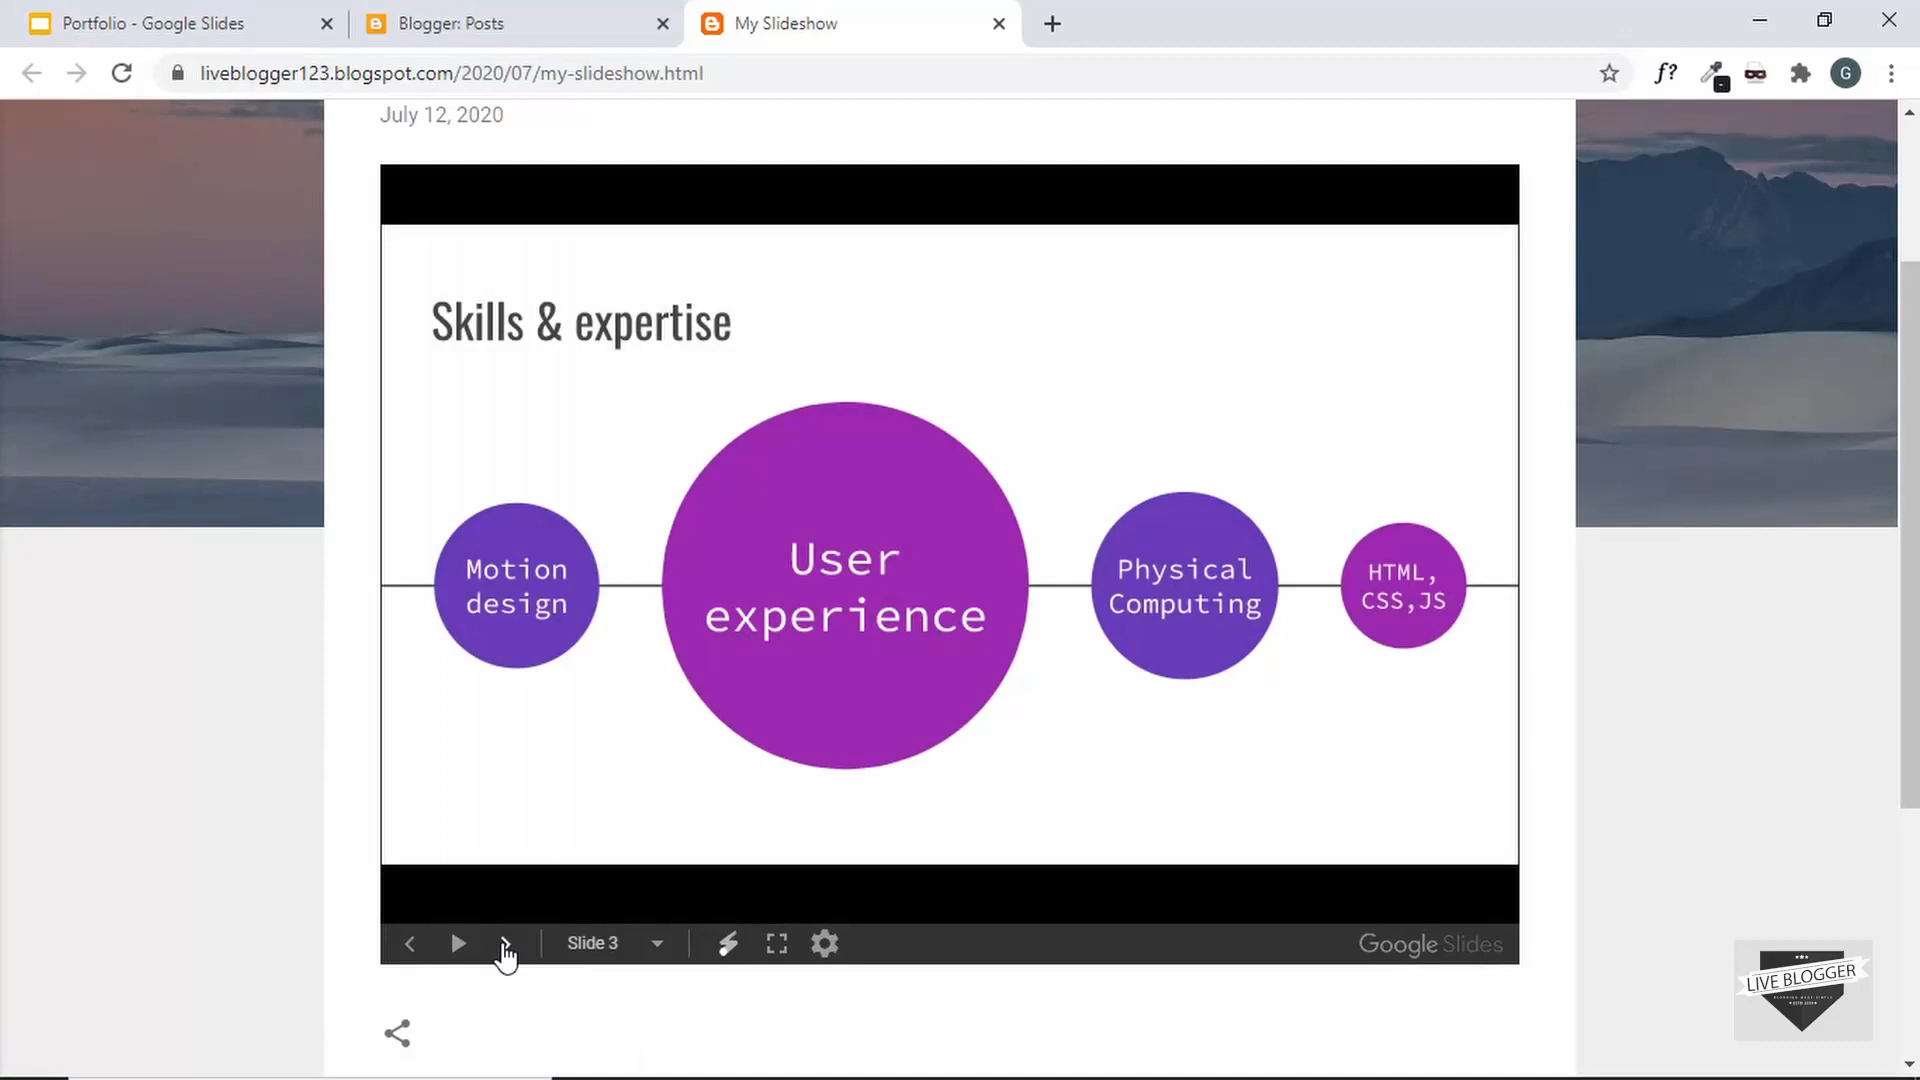 Portfolio - Google Slides
Blogger: Posts
My Slideshow
liveblogger123.blogspot.com/2020/07/my-slideshow.html
f?
G
July 12, 2020
Skills & expertise
Motion
design
User
experience
Physical
Computing
HTML,
CSS,JS
Slide 3
Google Slides
LIVE BLOGGER